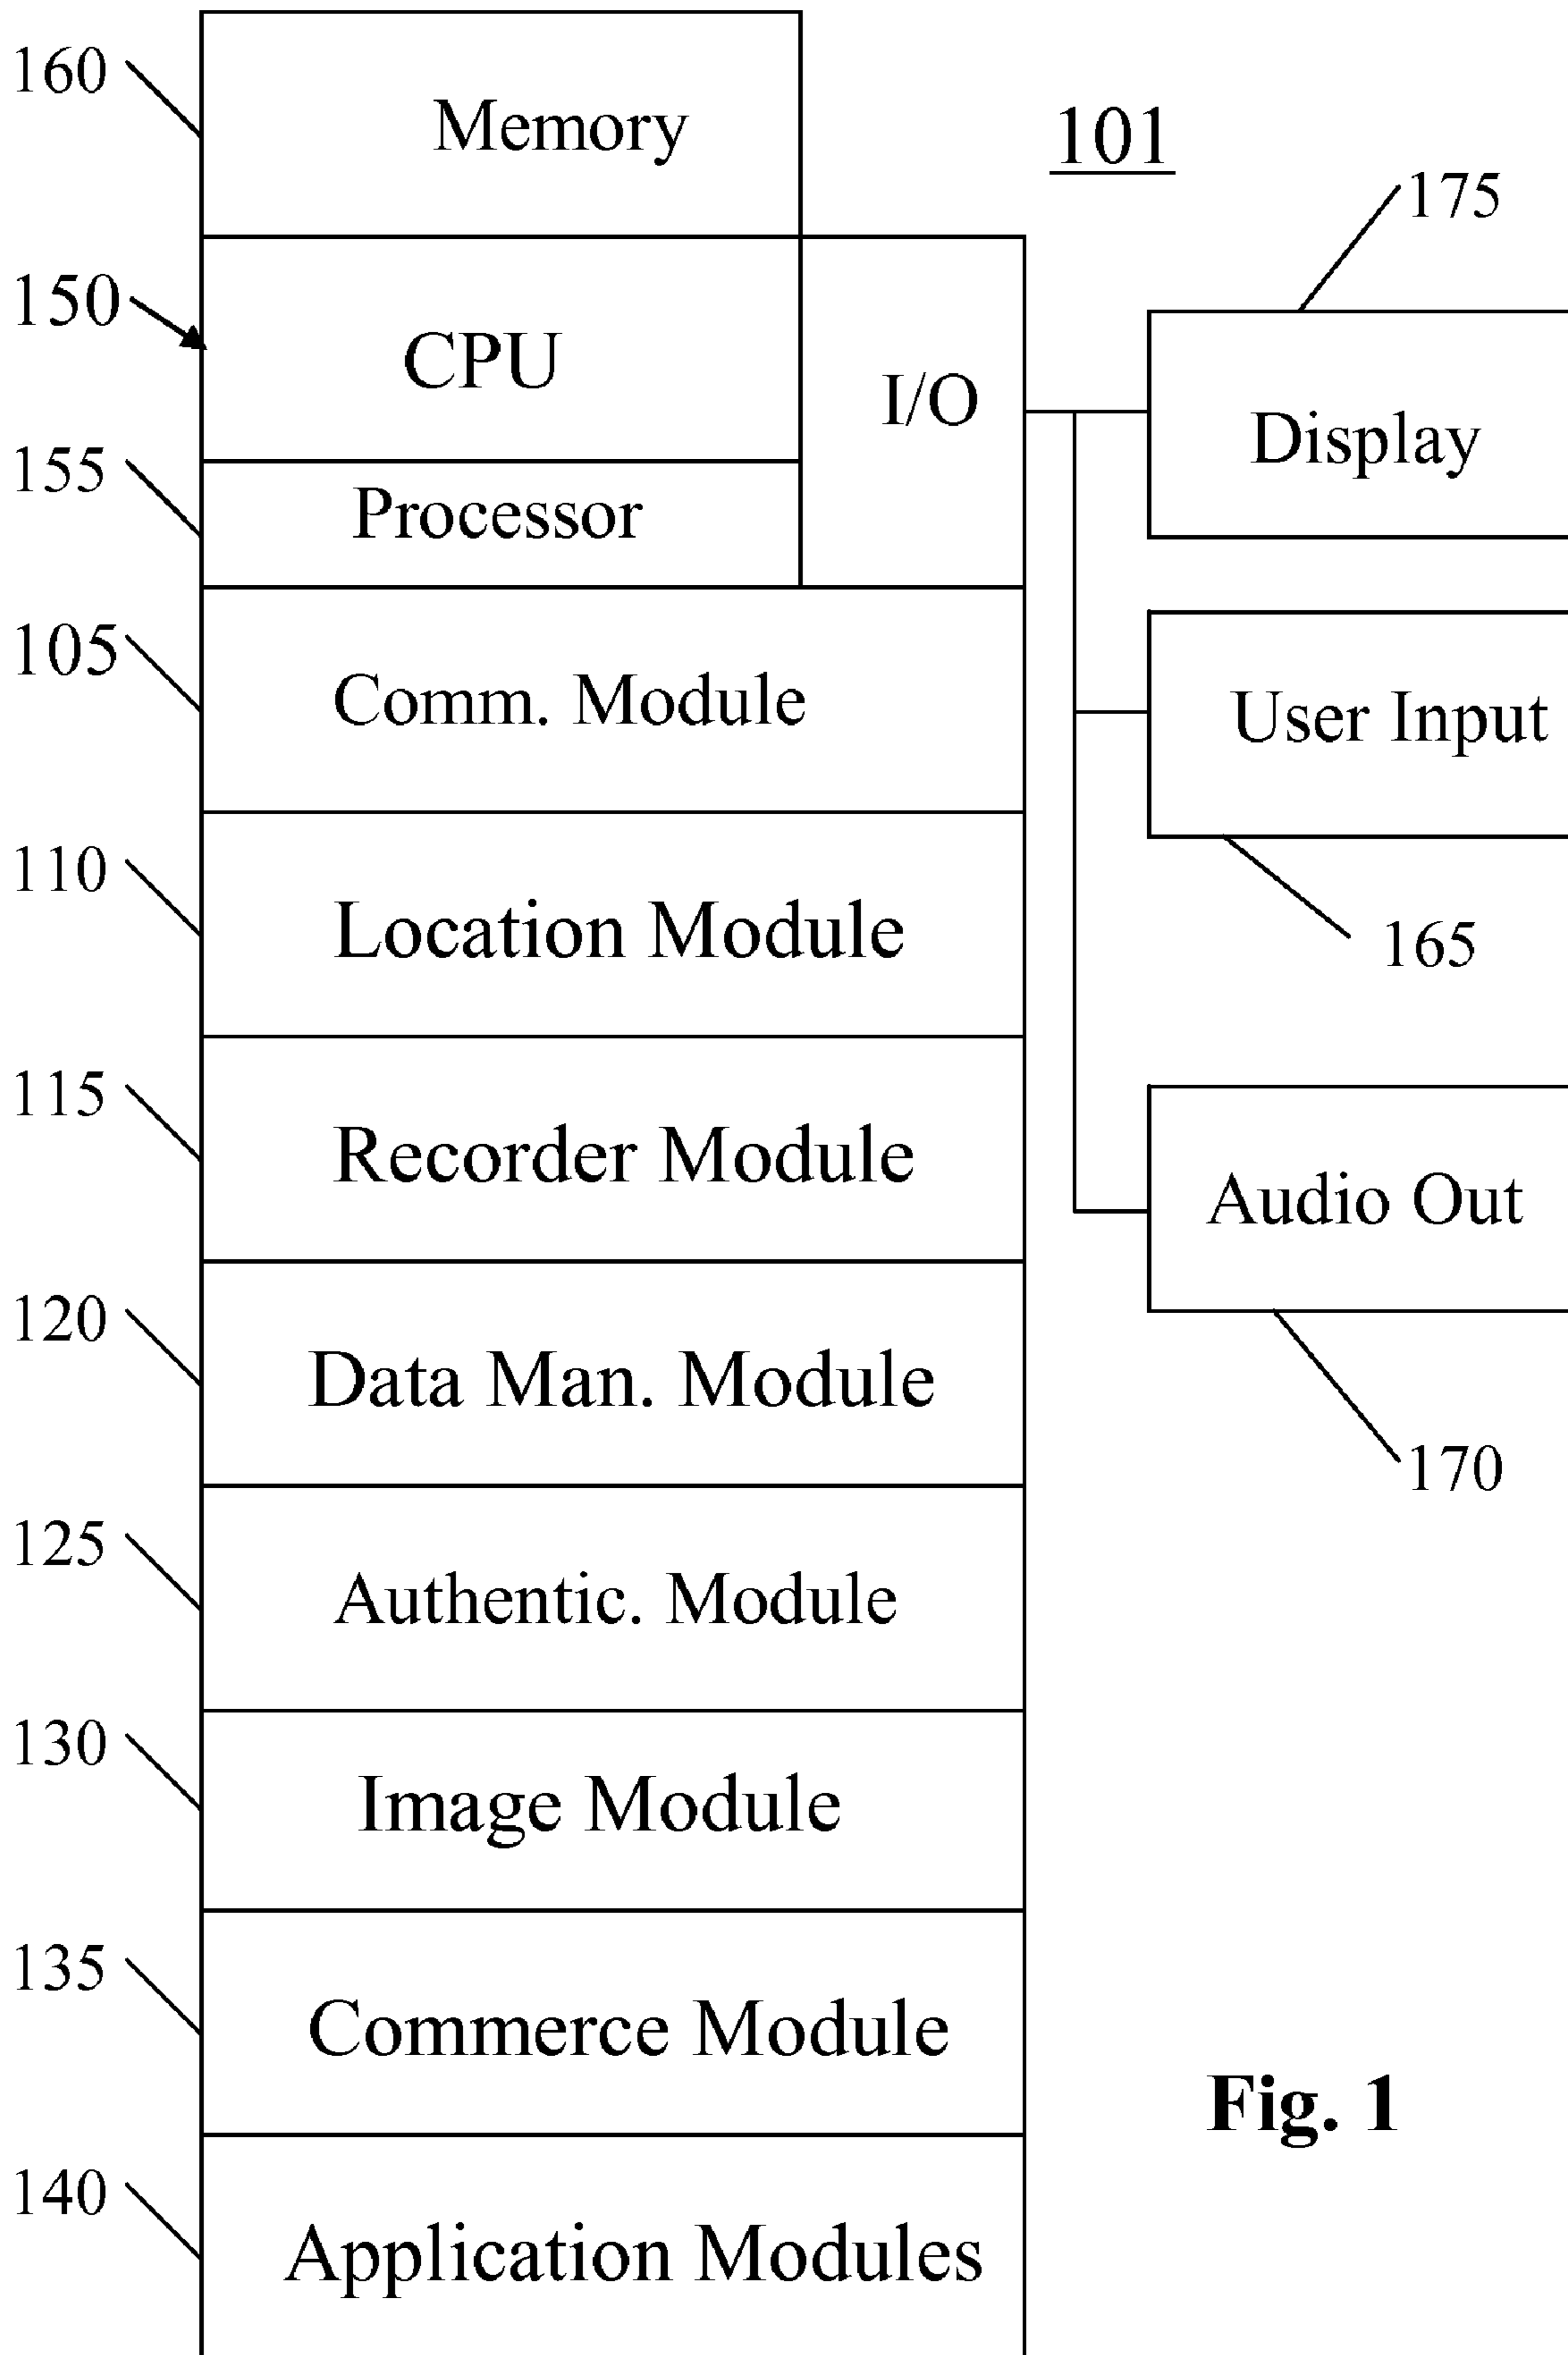 160
Memory
101
175
150
CPU
I/O
Display
155
Processor
105
Comm. Module
User Input
110
Location Module
165
115
Recorder Module
Audio Out
120
Data Man. Module
170
125
Authentic. Module
130
Image Module
135
Commerce Module
Fig. 1
140
Application Modules